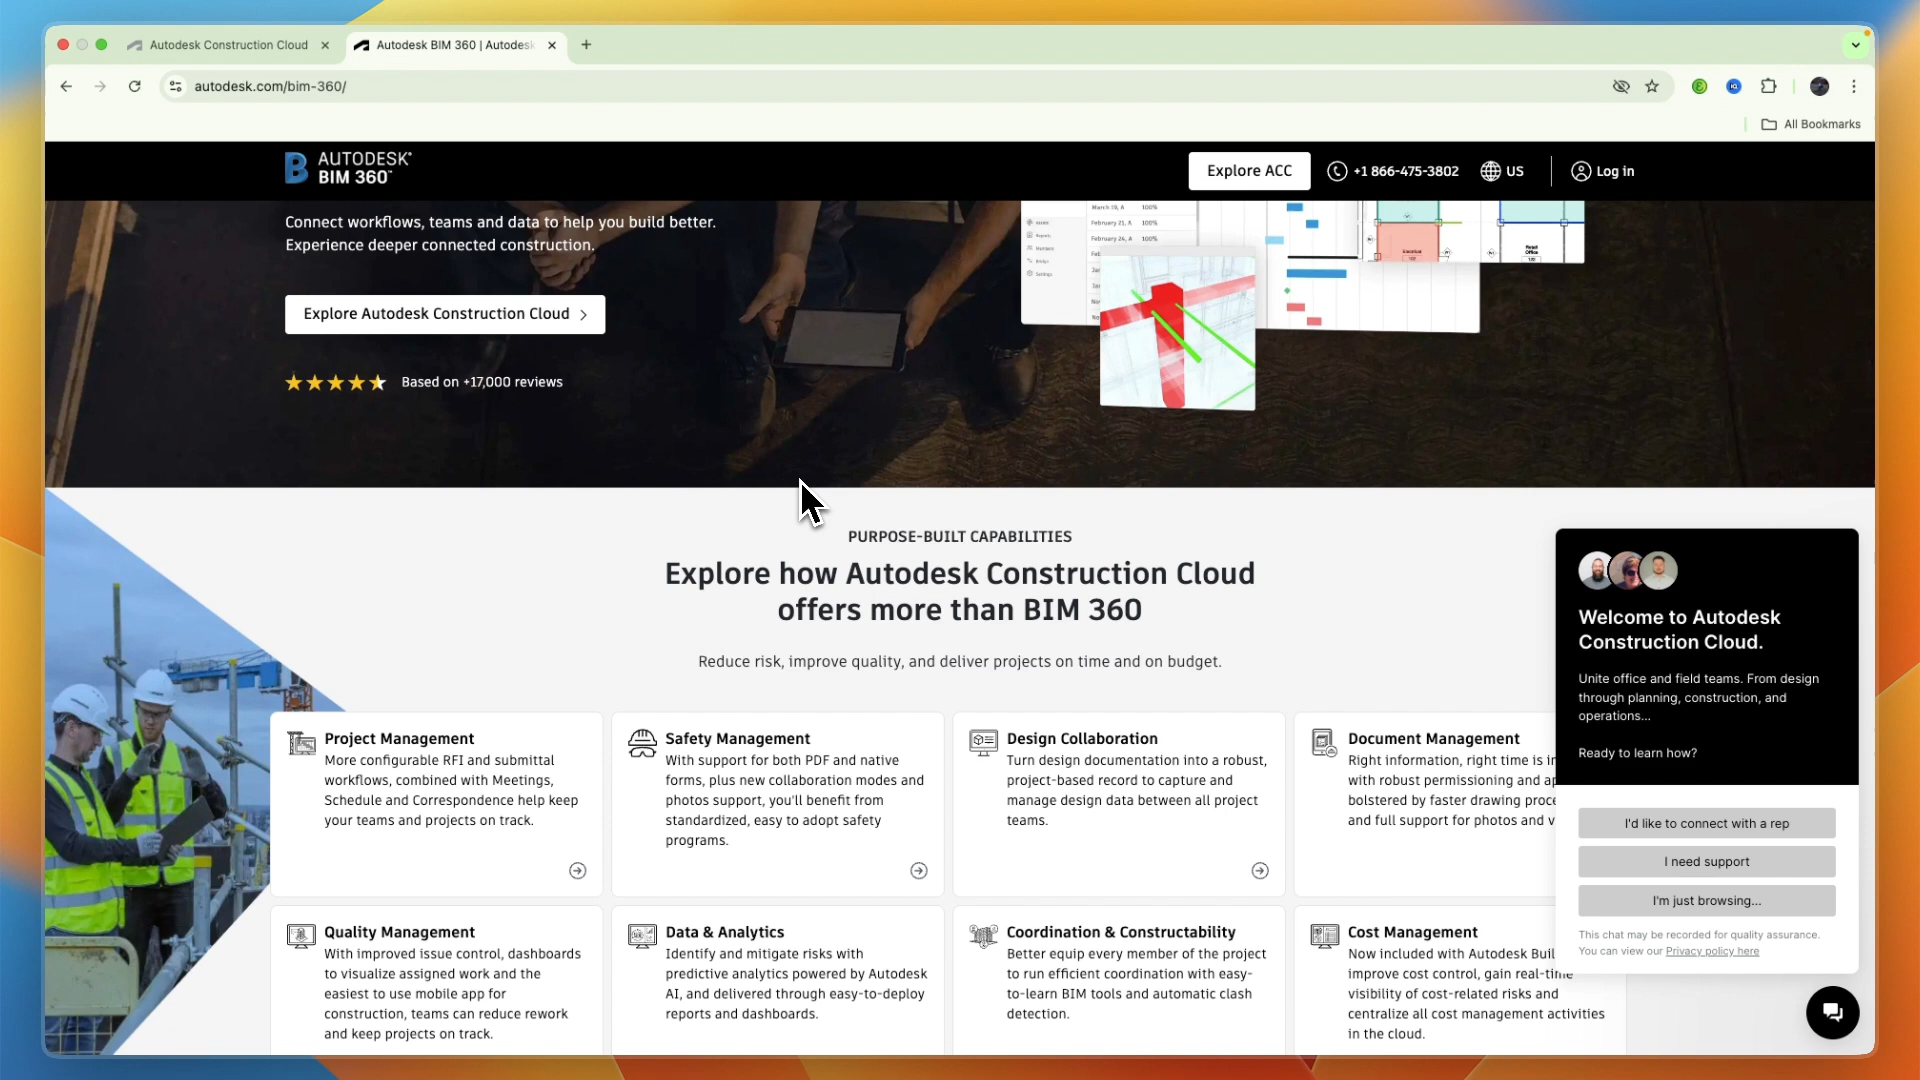 Autodesk Construction Cloud
Autodesk BIM 360 | Autodesk
autodesk.com/bim-360/
All Bookmarks
AUTODESK
BIM 360™
Explore ACC
+1 866-475-3802
US
Log in
Connect workflows, teams and data to help you build better.
Experience deeper connected construction.
Explore Autodesk Construction Cloud
Based on +17,000 reviews
March 19, A 100%
February 21, A 100%
February 24, A 100%
PURPOSE-BUILT CAPABILITIES
Explore how Autodesk Construction Cloud
offers more than BIM 360
Reduce risk, improve quality, and deliver projects on time and on budget.
Project Management
More configurable RFI and submittal
workflows, combined with Meetings,
Schedule and Correspondence help keep
your teams and projects on track.
Safety Management
With support for both PDF and native
forms, plus new collaboration modes and
photos support, you'll benefit from
standardized, easy to adopt safety
programs.
Design Collaboration
Turn design documentation into a robust,
project-based record to capture and
manage design data between all project
teams.
Document Management
Right information, right time is in
with robust permissioning and ap
bolstered by faster drawing proce
and full support for photos and v
Quality Management
With improved issue control, dashboards
to visualize assigned work and the
easiest to use mobile app for
construction, teams can reduce rework
and keep projects on track.
Data & Analytics
Identify and mitigate risks with
predictive analytics powered by Autodesk
AI, and delivered through easy-to-deploy
reports and dashboards.
Coordination & Constructability
Better equip every member of the project
to run efficient coordination with easy-
to-learn BIM tools and automatic clash
detection.
Cost Management
Now included with Autodesk Buil
improve cost control, gain real-time
visibility of cost-related risks and
centralize all cost management activities
in the cloud.
Welcome to Autodesk
Construction Cloud.
Unite office and field teams. From design
through planning, construction, and
operations...
Ready to learn how?
I'd like to connect with a rep
I need support
I'm just browsing...
This chat may be recorded for quality assurance.
You can view our Privacy policy here